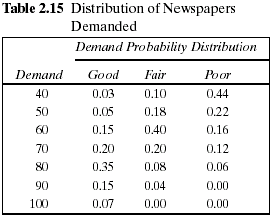 Table 2.15 Distribution of Newspapers
Demanded
Demand Probability Distribution
Demand Good Fair Poor
40 0.03 0.10 0.44
50 0.05 0.18 0.22
60 0.15 0.40 0.16
70 0.20 0.20 0.12
80 0.35 0.08 0.06
90 0.15 0.04 0.00
100 0.07 0.00 0.00